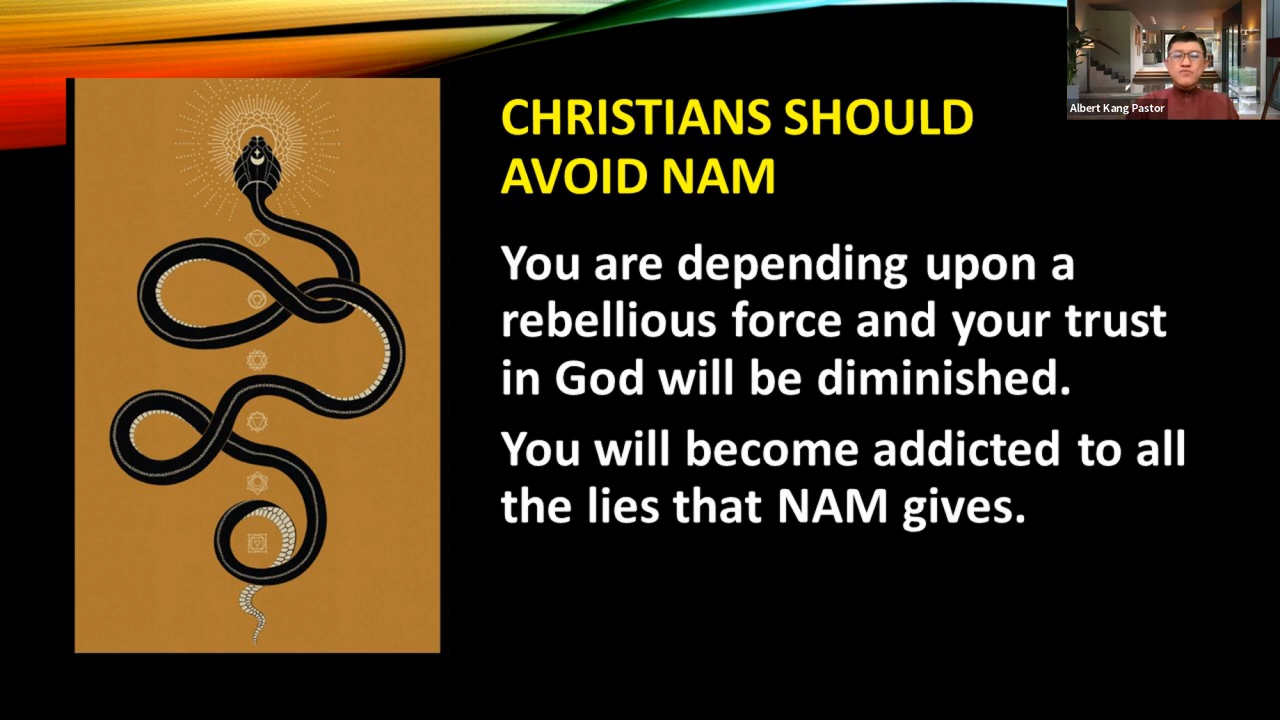 Albert Kang Pastor
CHRISTIANS SHOULD
AVOID NAM
You are depending upon a
rebellious force and your trust
in God will be diminished.
You will become addicted to all
the lies that NAM gives.